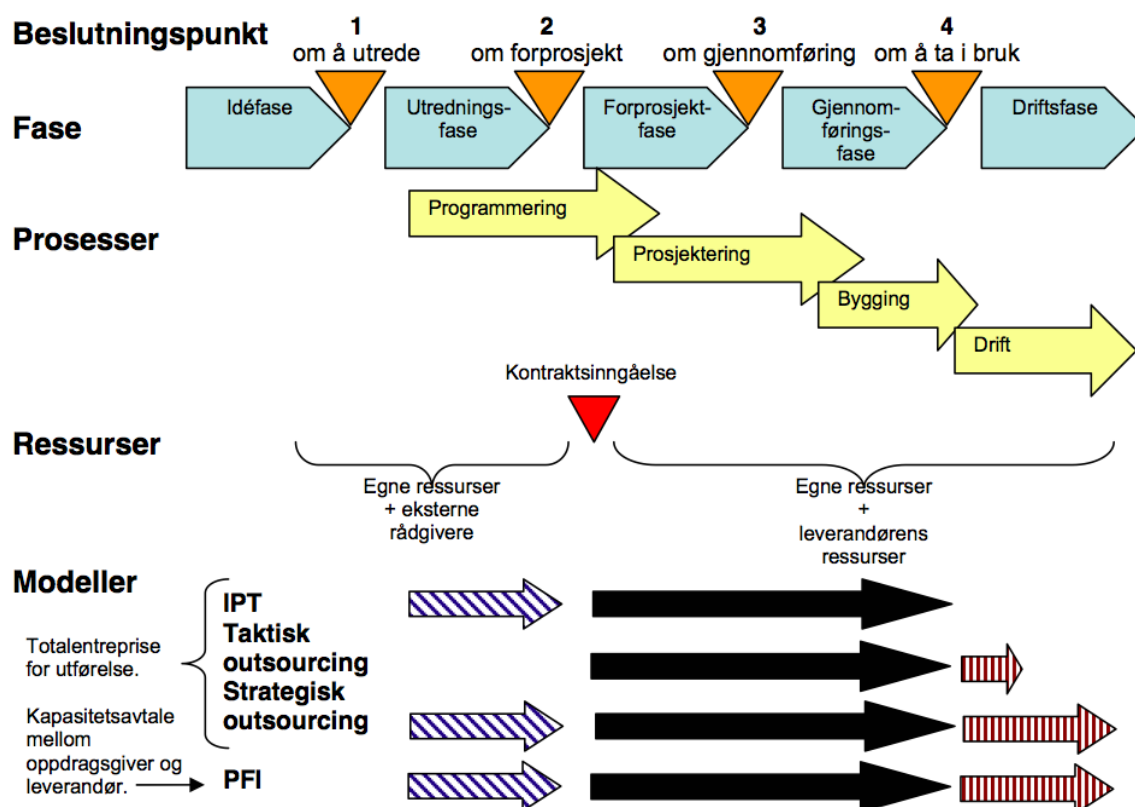 Beslutningspunkt
1
om å utrede
2
om forprosjekt
3
om gjennomføring
4
om å ta i bruk
Fase
Idéfase
Utrednings-
fase
Forprosjekt-
fase
Gjennom-
førings-
fase
Driftsfase
Prosesser
Programmering
Prosjektering
Bygging
Drift
Kontraktsinngåelse
Ressurser
Egne ressurser
+ eksterne
rådgivere
Egne ressurser
+
leverandørens
ressurser
Modeller
Totalentreprise
for utførelse.
IPT
Taktisk
outsourcing
Strategisk
outsourcing
Kapasitetsavtale
mellom
oppdragsgiver og
leverandør.
PFI